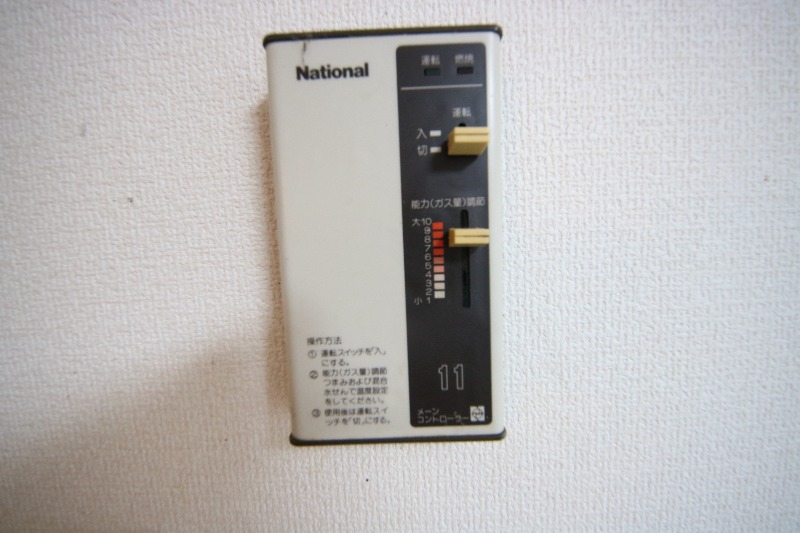 National
運転 燃焼
運転
入
切
能力(ガス量)調節
大10
9
8
7
6
5
4
3
2
小1
操作方法
① 運転スイッチを「入」
にする。
② 能力(ガス量)調節
つまみおよび混合
水せんで温度設定
をしてください。
③ 使用後は運転スイ
ッチを「切」にする。
11
メーン
コントローラー